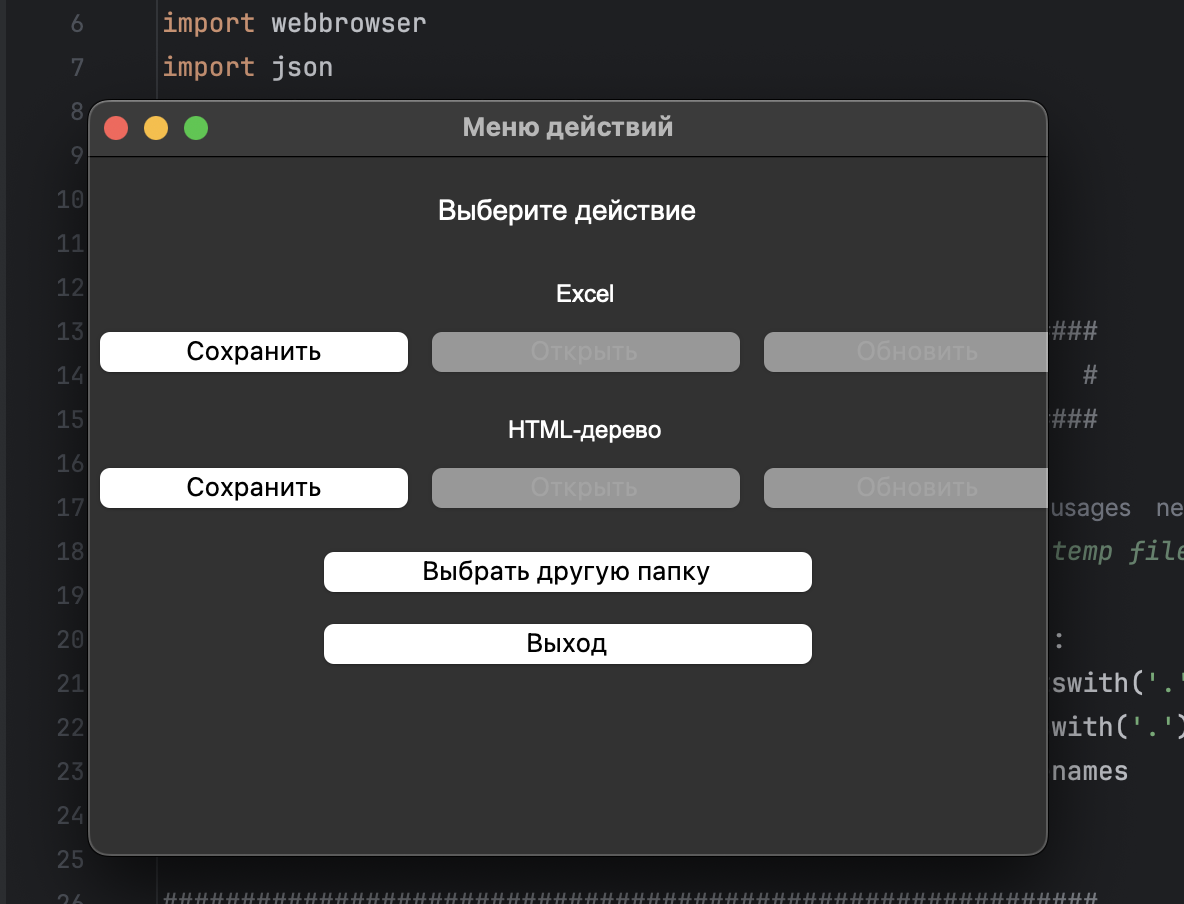 6 import webbrowser
7 import json
8
Меню действий
9
10 Выберите действие
11
12 Excel
13 ###
14 Сохранить Открыть Обновить #
15 ###
16 HTML-дерево
17 Сохранить Открыть Обновить usages ne
18 temp file
19 Выбрать другую папку
20 Выход :
21 swith('.'
22 with('.')
23 names
24
25
26 ############################################################